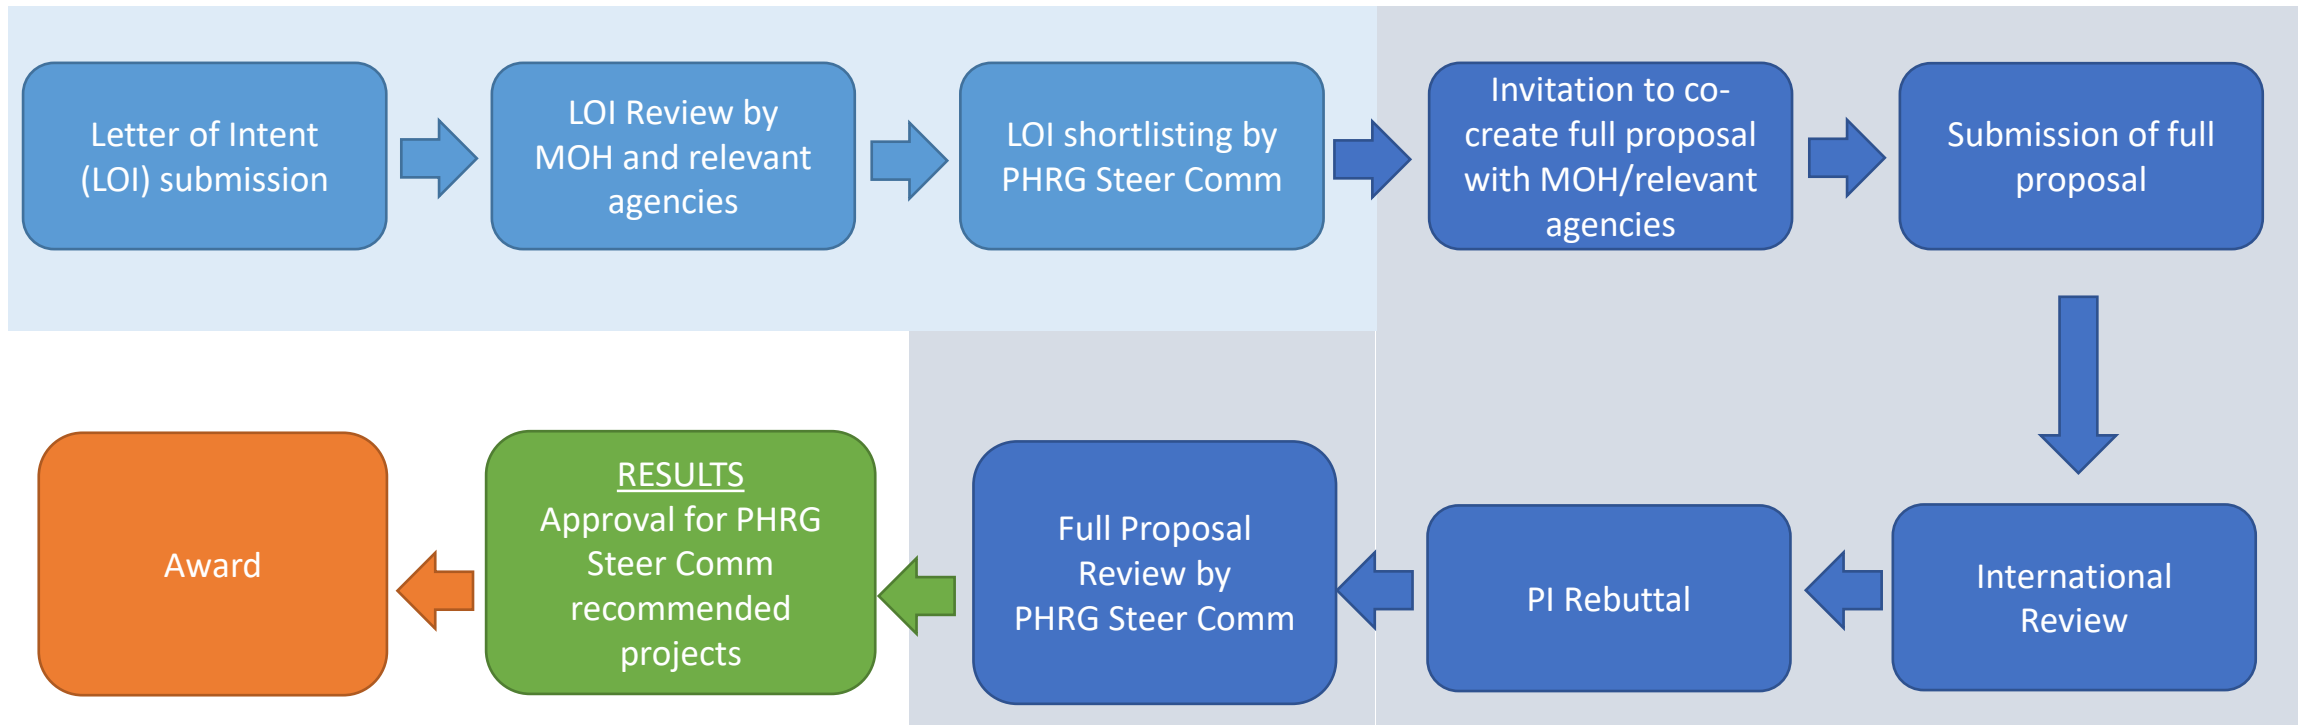 Letter of Intent
(LOI) submission
LOI Review by
MOH and relevant
agencies
LOI shortlisting by
PHRG Steer Comm
Invitation to co-
create full proposal
with MOH/relevant
agencies
Submission of full
proposal
International
Review
PI Rebuttal
Full Proposal
Review by
PHRG Steer Comm
RESULTS
Approval for PHRG
Steer Comm
recommended
projects
Award